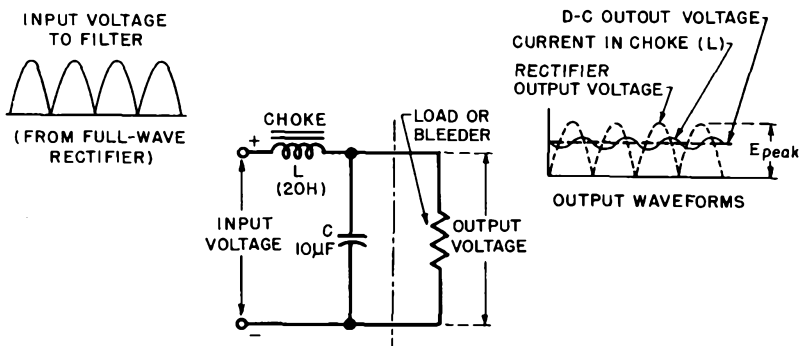 INPUT VOLTAGE
TO FILTER
(FROM FULL-WAVE
RECTIFIER)
+
CHOKE
L
(20H)
INPUT
VOLTAGE
C
10µF
-
LOAD OR
BLEEDER
OUTPUT
VOLTAGE
D-C OUTOUT VOLTAGE
CURRENT IN CHOKE (L)
RECTIFIER
OUTPUT VOLTAGE
Epeak
OUTPUT WAVEFORMS